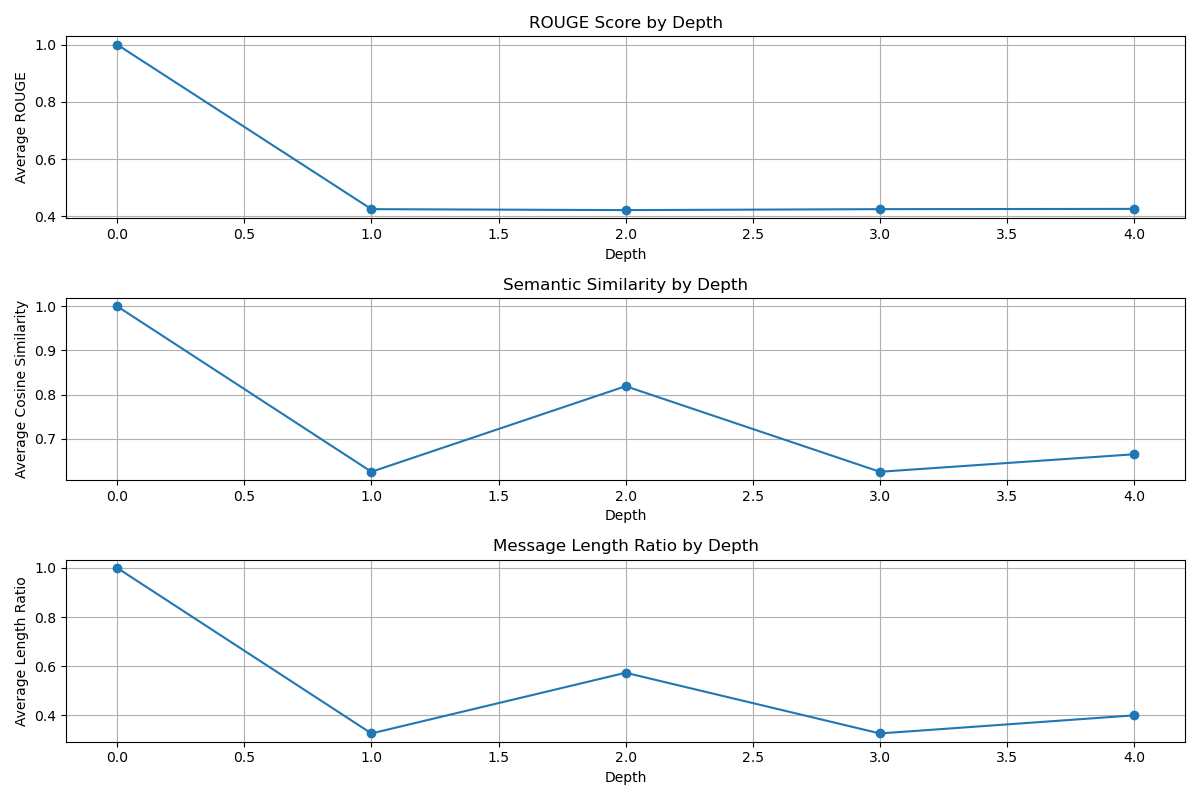 ROUGE Score by Depth
Average ROUGE
1.0
0.8
0.6
0.4
0.0 0.5 1.0 1.5 2.0 2.5 3.0 3.5 4.0
Depth
Semantic Similarity by Depth
Average Cosine Similarity
1.0
0.9
0.8
0.7
0.0 0.5 1.0 1.5 2.0 2.5 3.0 3.5 4.0
Depth
Message Length Ratio by Depth
Average Length Ratio
1.0
0.8
0.6
0.4
0.0 0.5 1.0 1.5 2.0 2.5 3.0 3.5 4.0
Depth